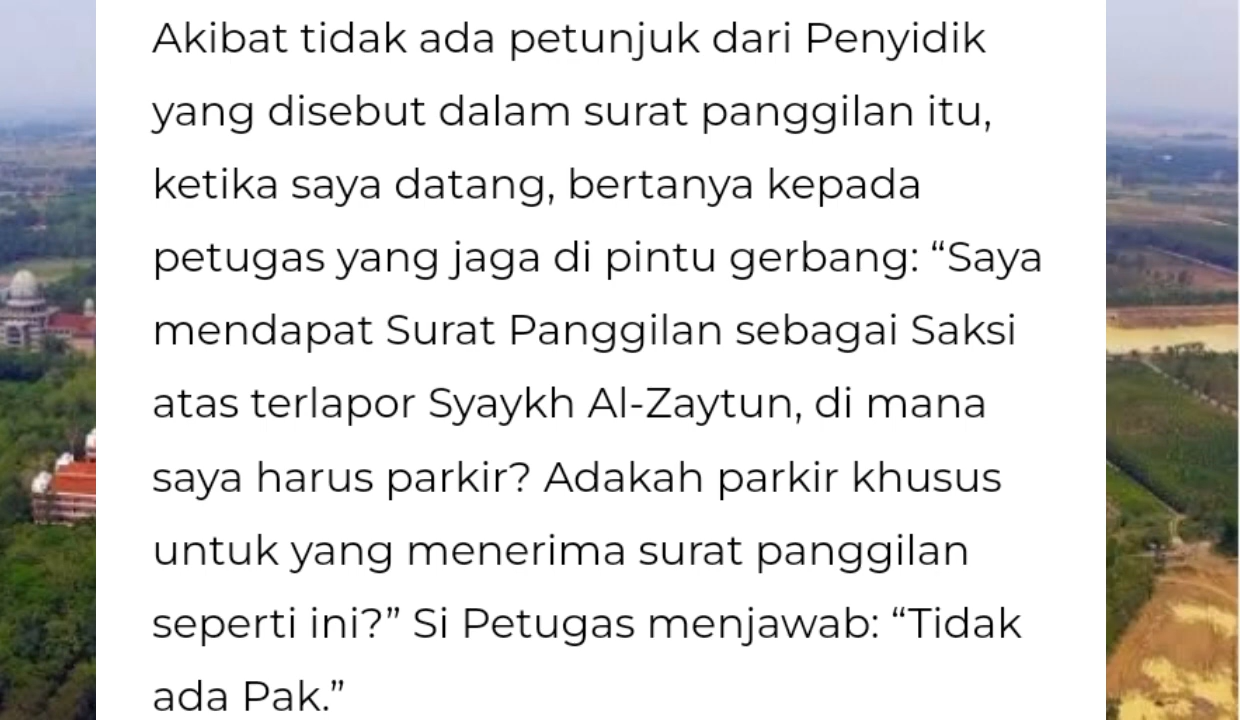 Akibat tidak ada petunjuk dari Penyidik
yang disebut dalam surat panggilan itu,
ketika saya datang, bertanya kepada
petugas yang jaga di pintu gerbang: “Saya
mendapat Surat Panggilan sebagai Saksi
atas terlapor Syaykh Al-Zaytun, di mana
saya harus parkir? Adakah parkir khusus
untuk yang menerima surat panggilan
seperti ini?” Si Petugas menjawab: “Tidak
ada Pak.”